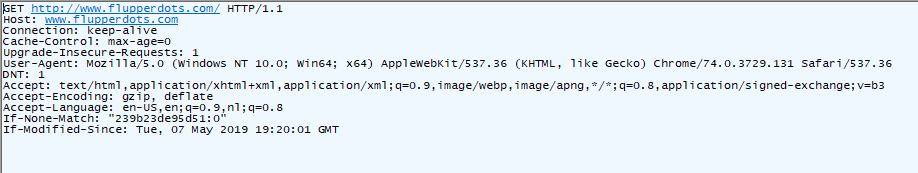 GET http://www.flupperdots.com/ HTTP/1.1
Host: www.flupperdots.com
Connection: keep-alive
Cache-Control: max-age=0
Upgrade-Insecure-Requests: 1
User-Agent: Mozilla/5.0 (Windows NT 10.0; Win64; x64) AppleWebKit/537.36 (KHTML, like Gecko) Chrome/74.0.3729.131 Safari/537.36
DNT: 1
Accept: text/html,application/xhtml+xml,application/xml;q=0.9,image/webp,image/apng,*/*;q=0.8,application/signed-exchange;v=b3
Accept-Encoding: gzip, deflate
Accept-Language: en-US,en;q=0.9,nl;q=0.8
If-None-Match: "239b23de95d51:0"
If-Modified-Since: Tue, 07 May 2019 19:20:01 GMT